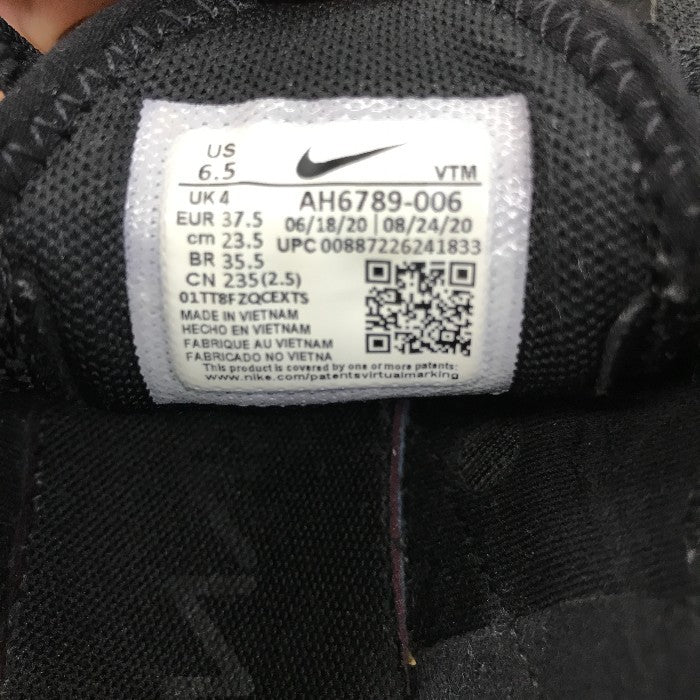 US
6.5
VTM
UK 4
AH6789-006
EUR 37.5
06/18/20 | 08/24/20
cm 23.5
UPC 00887226241833
BR 35.5
CN 235(2.5)
01TT8FZQCEXTS
MADE IN VIETNAM
HECHO EN VIETNAM
FABRIQUE AU VIETNAM
FABRICADO NO VIETNA
This product is covered by one or more patents:
www.nike.com/patentsvirtualmarking